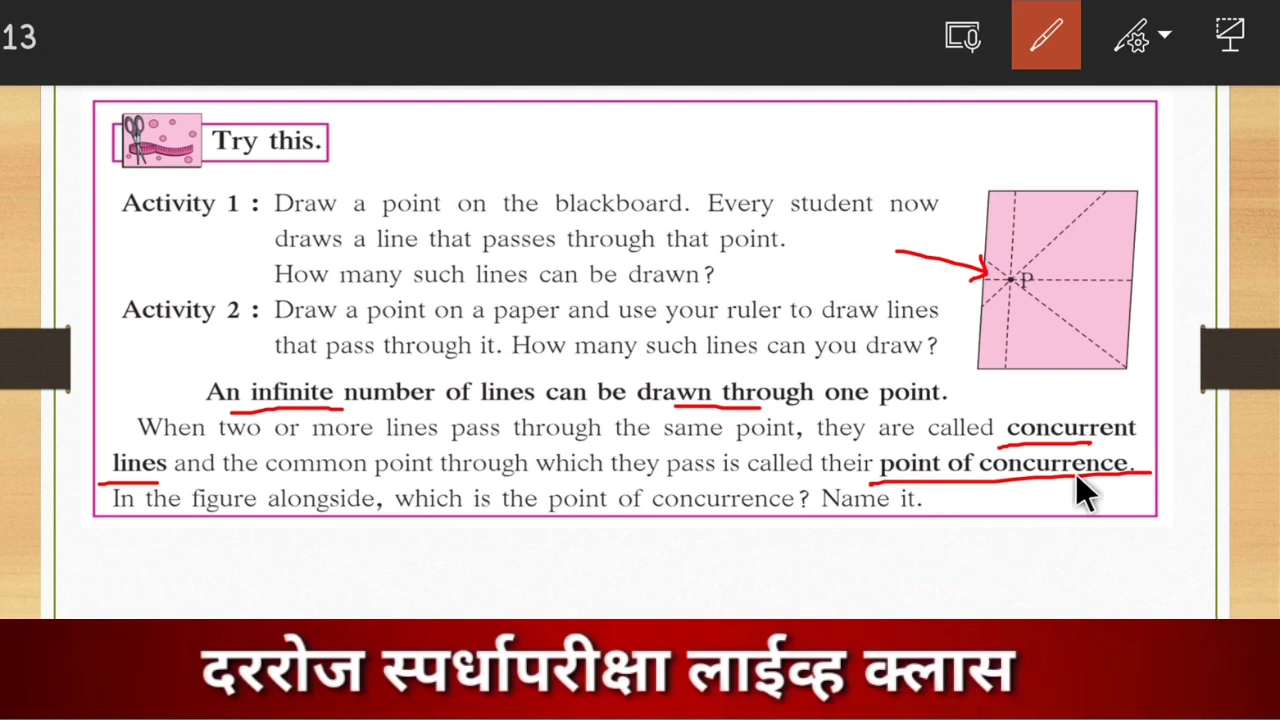 13
Try this.
Activity 1 : Draw a point on the blackboard. Every student now
draws a line that passes through that point.
How many such lines can be drawn?
P
Activity 2 : Draw a point on a paper and use your ruler to draw lines
that pass through it. How many such lines can you draw?
An infinite number of lines can be drawn through one point.
When two or more lines pass through the same point, they are called concurrent
lines and the common point through which they pass is called their point of concurrence.
In the figure alongside, which is the point of concurrence? Name it.
दररोज स्पर्धापरीक्षा लाईव्ह क्लास